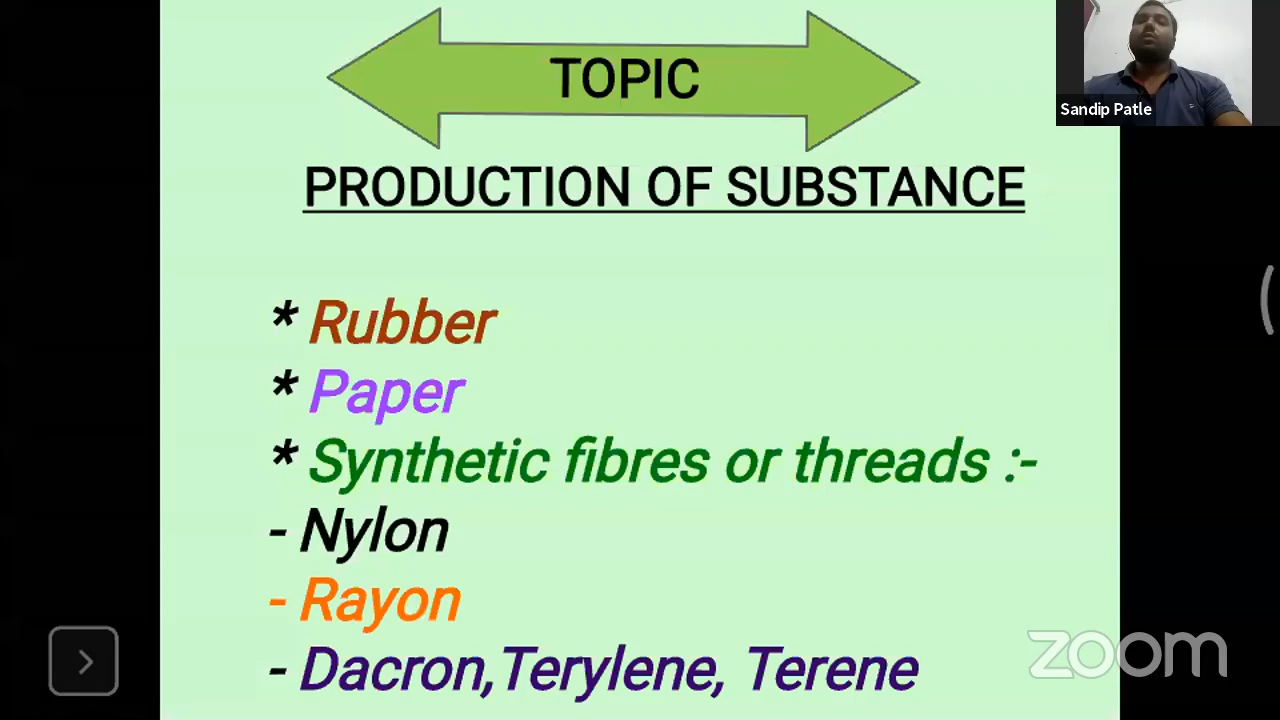 TOPIC
Sandip Patle
PRODUCTION OF SUBSTANCE
* Rubber
* Paper
* Synthetic fibres or threads :-
- Nylon
- Rayon
- Dacron,Terylene, Terene
zoom